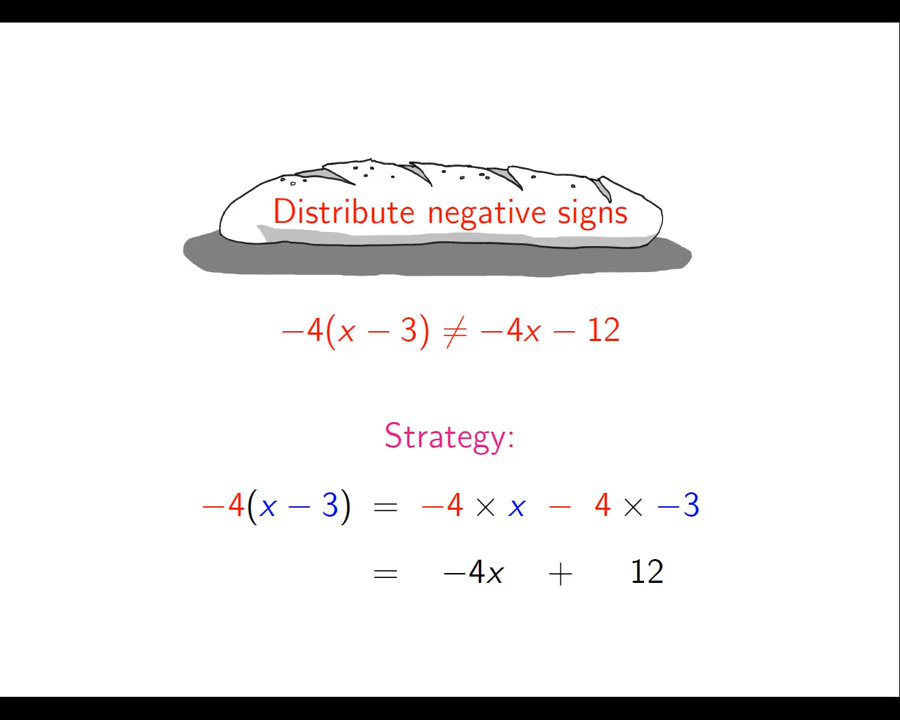 Distribute negative signs
−4(x − 3) ≠ −4x − 12
Strategy:
−4(x − 3) = −4 × x − 4 × −3
= −4x + 12